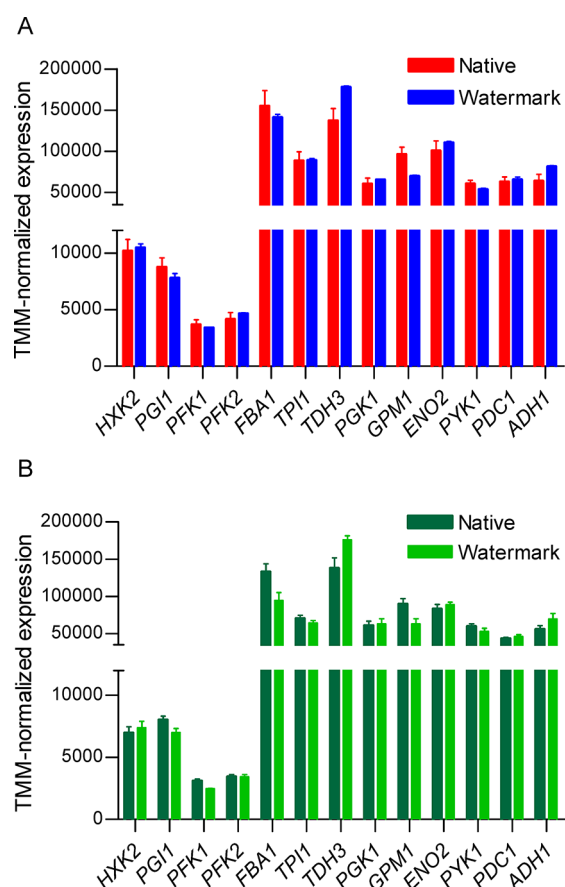 A
TMM-normalized expression
200000
150000
100000
50000
10000
5000
0
Native
Watermark
HXK2
PGI1
PFK1
PFK2
FBA1
TPI1
TDH3
PGK1
GPM1
ENO2
PYK1
PDC1
ADH1
B
TMM-normalized expression
200000
150000
100000
50000
10000
5000
0
Native
Watermark
HXK2
PGI1
PFK1
PFK2
FBA1
TPI1
TDH3
PGK1
GPM1
ENO2
PYK1
PDC1
ADH1